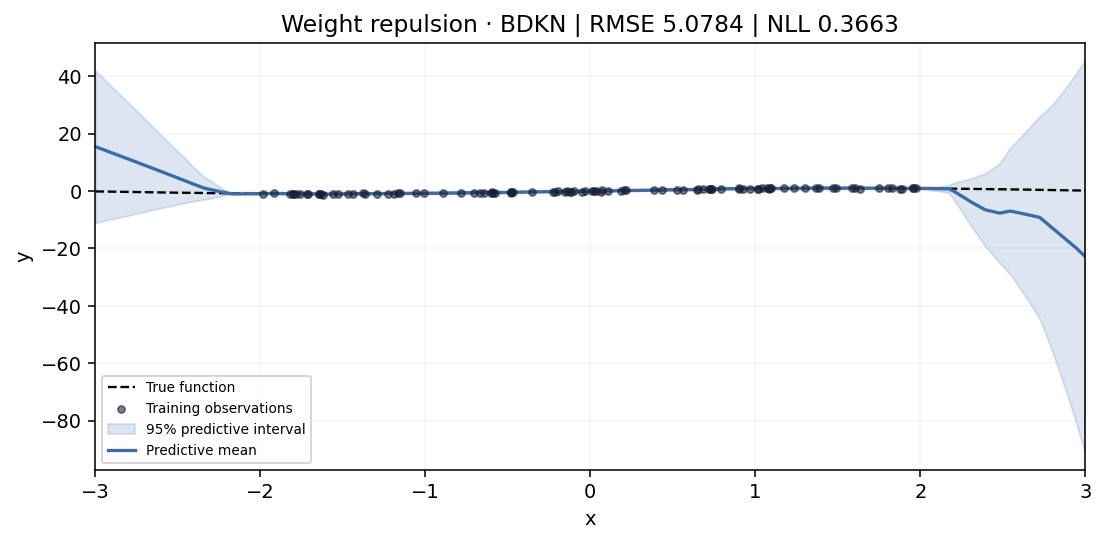 Weight repulsion · BDKN | RMSE 5.0784 | NLL 0.3663
40
20
0
−20
−40
−60
−80
y
True function
Training observations
95% predictive interval
Predictive mean
−3 −2 −1 0 1 2 3
x